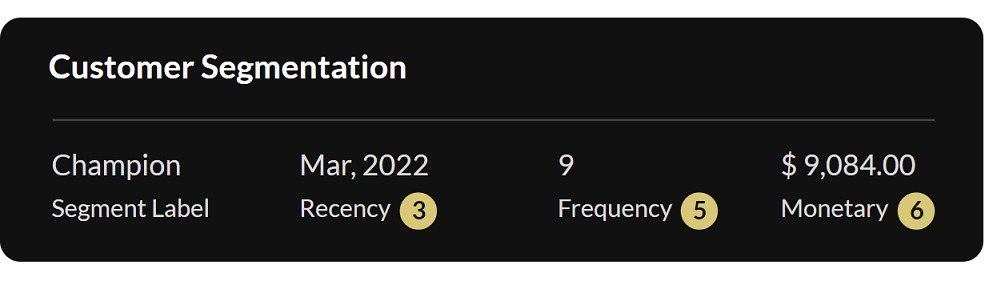 Customer Segmentation
Champion Mar, 2022 9 $ 9,084.00
Segment Label Recency 3 Frequency 5 Monetary 6